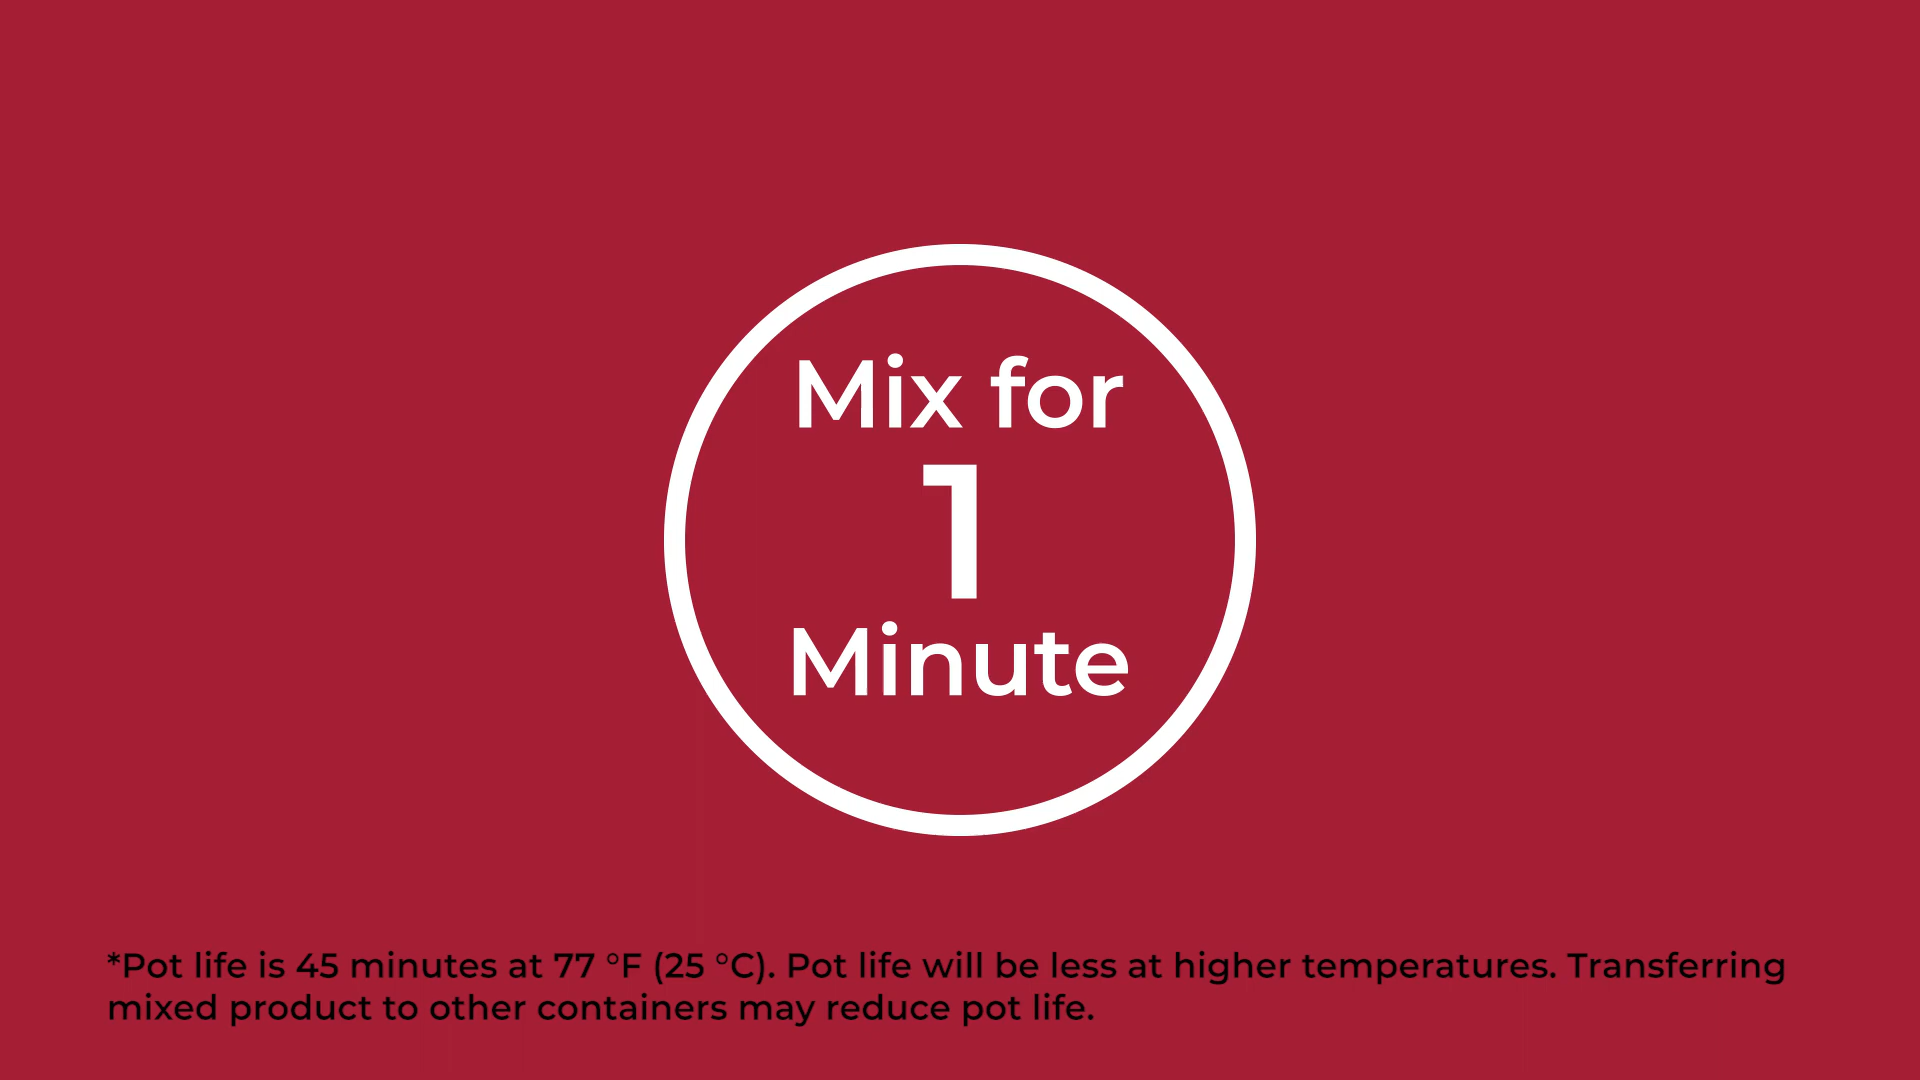 Mix for
1
Minute
*Pot life is 45 minutes at 77 °F (25 °C). Pot life will be less at higher temperatures. Transferring
mixed product to other containers may reduce pot life.